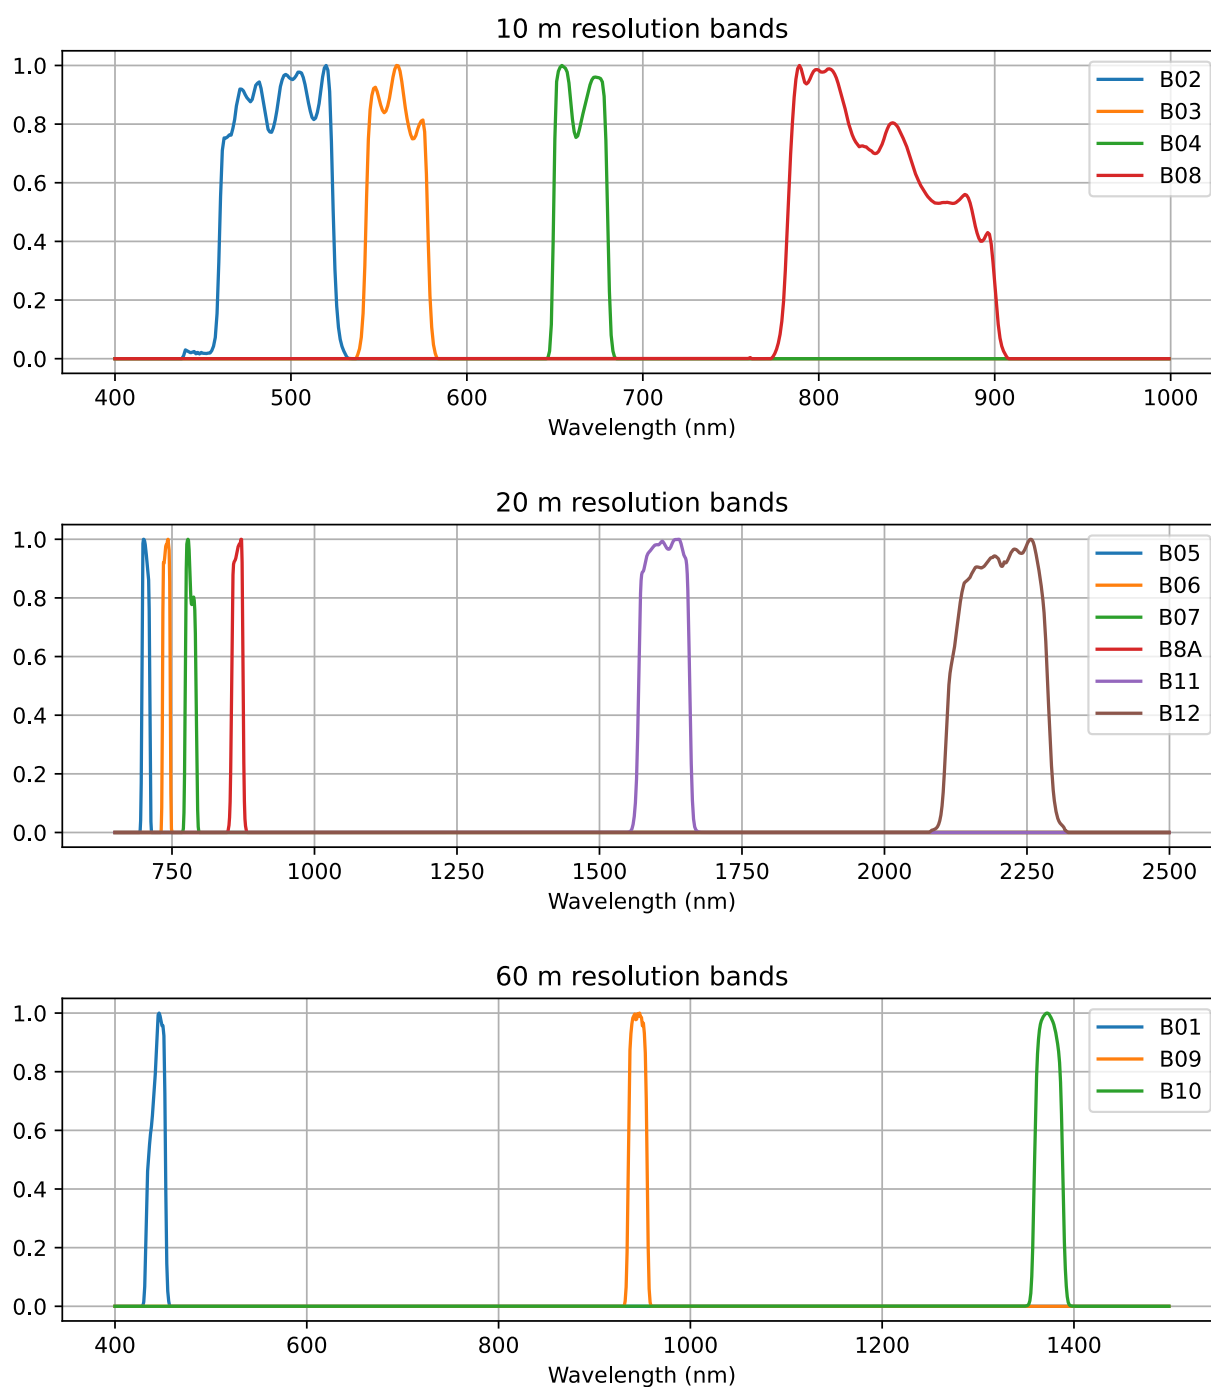 10 m resolution bands
1.0
0.8
0.6
0.4
0.2
0.0
B02
B03
B04
B08
400 500 600 700 800 900 1000
Wavelength (nm)
20 m resolution bands
1.0
0.8
0.6
0.4
0.2
0.0
B05
B06
B07
B8A
B11
B12
750 1000 1250 1500 1750 2000 2250 2500
Wavelength (nm)
60 m resolution bands
1.0
0.8
0.6
0.4
0.2
0.0
B01
B09
B10
400 600 800 1000 1200 1400
Wavelength (nm)